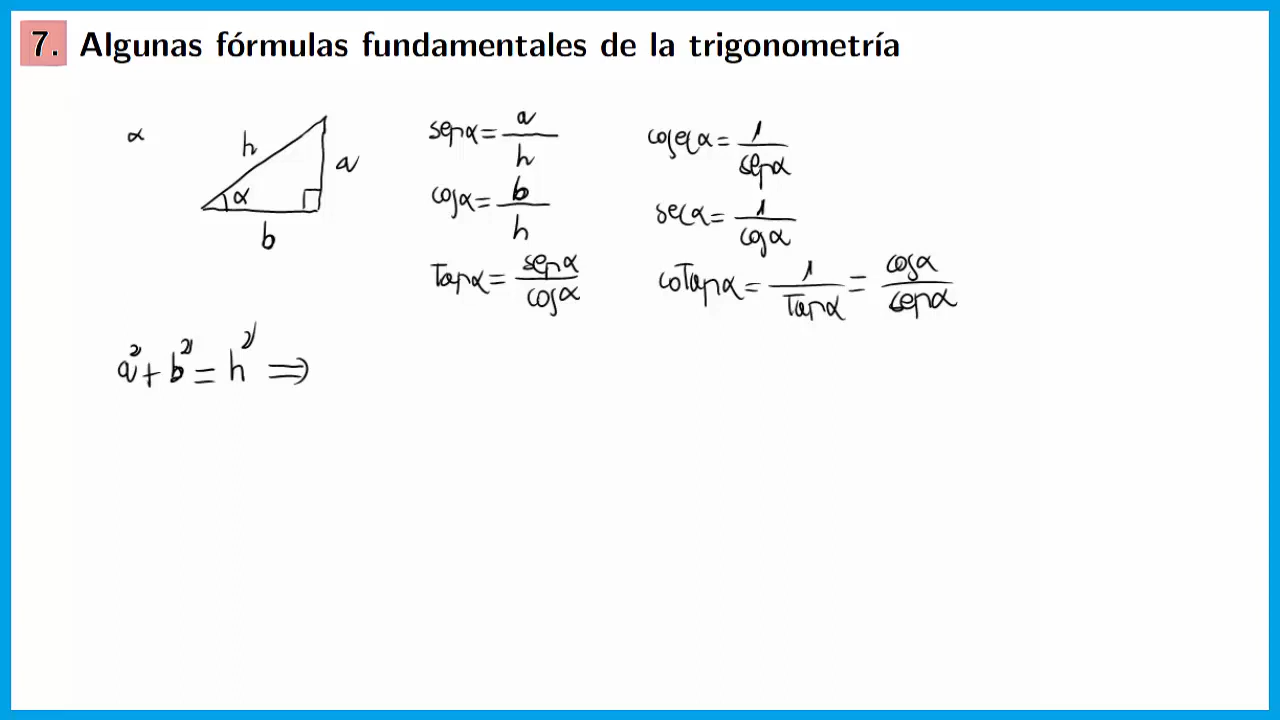 7. Algunas fórmulas fundamentales de la trigonometría
α
h
a
α
b
senα = a/h
cosα = b/h
Tanα = senα/cosα
cosecα = 1/senα
secα = 1/cosα
coTanα = 1/Tanα = cosα/senα
a² + b² = h² ⇒